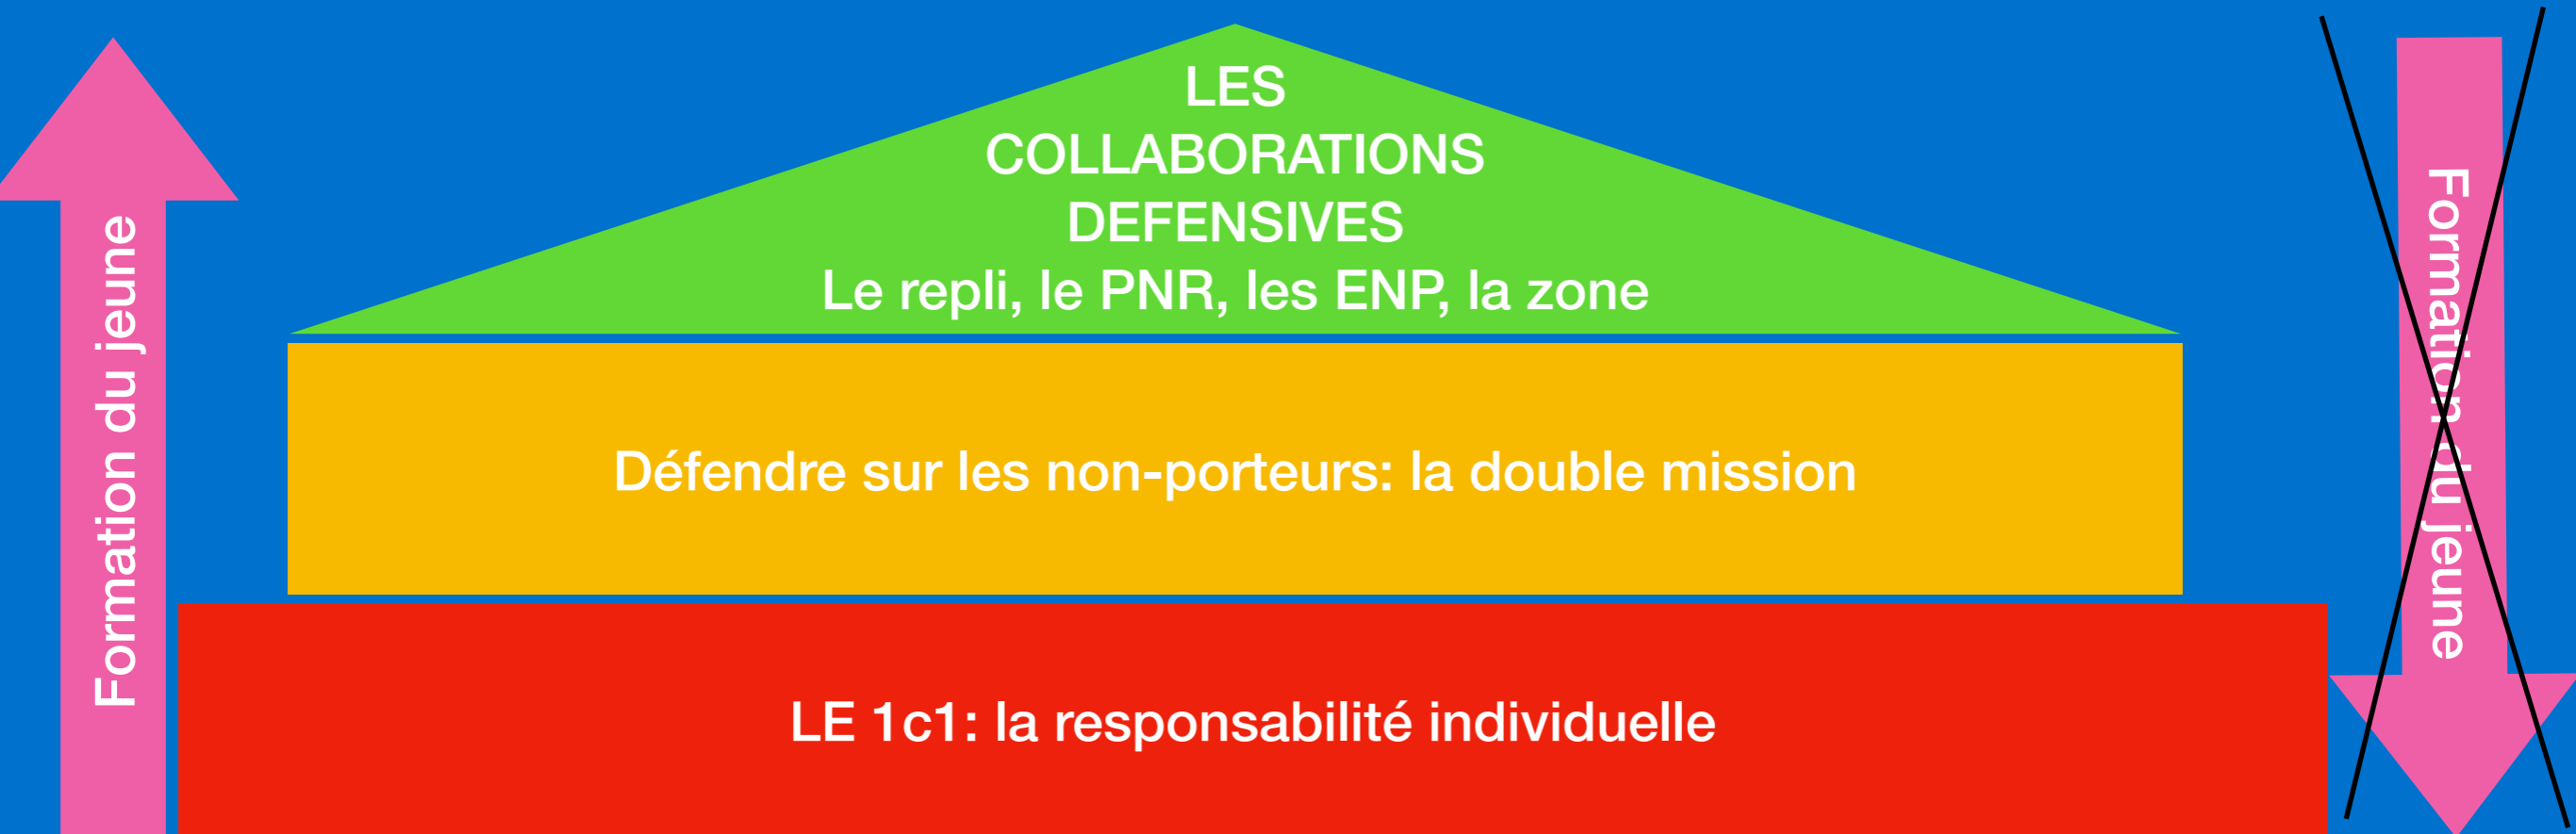 Formation du jeune
LES
COLLABORATIONS
DEFENSIVES
Le repli, le PNR, les ENP, la zone
Défendre sur les non-porteurs: la double mission
LE 1c1: la responsabilité individuelle
Formation du jeune